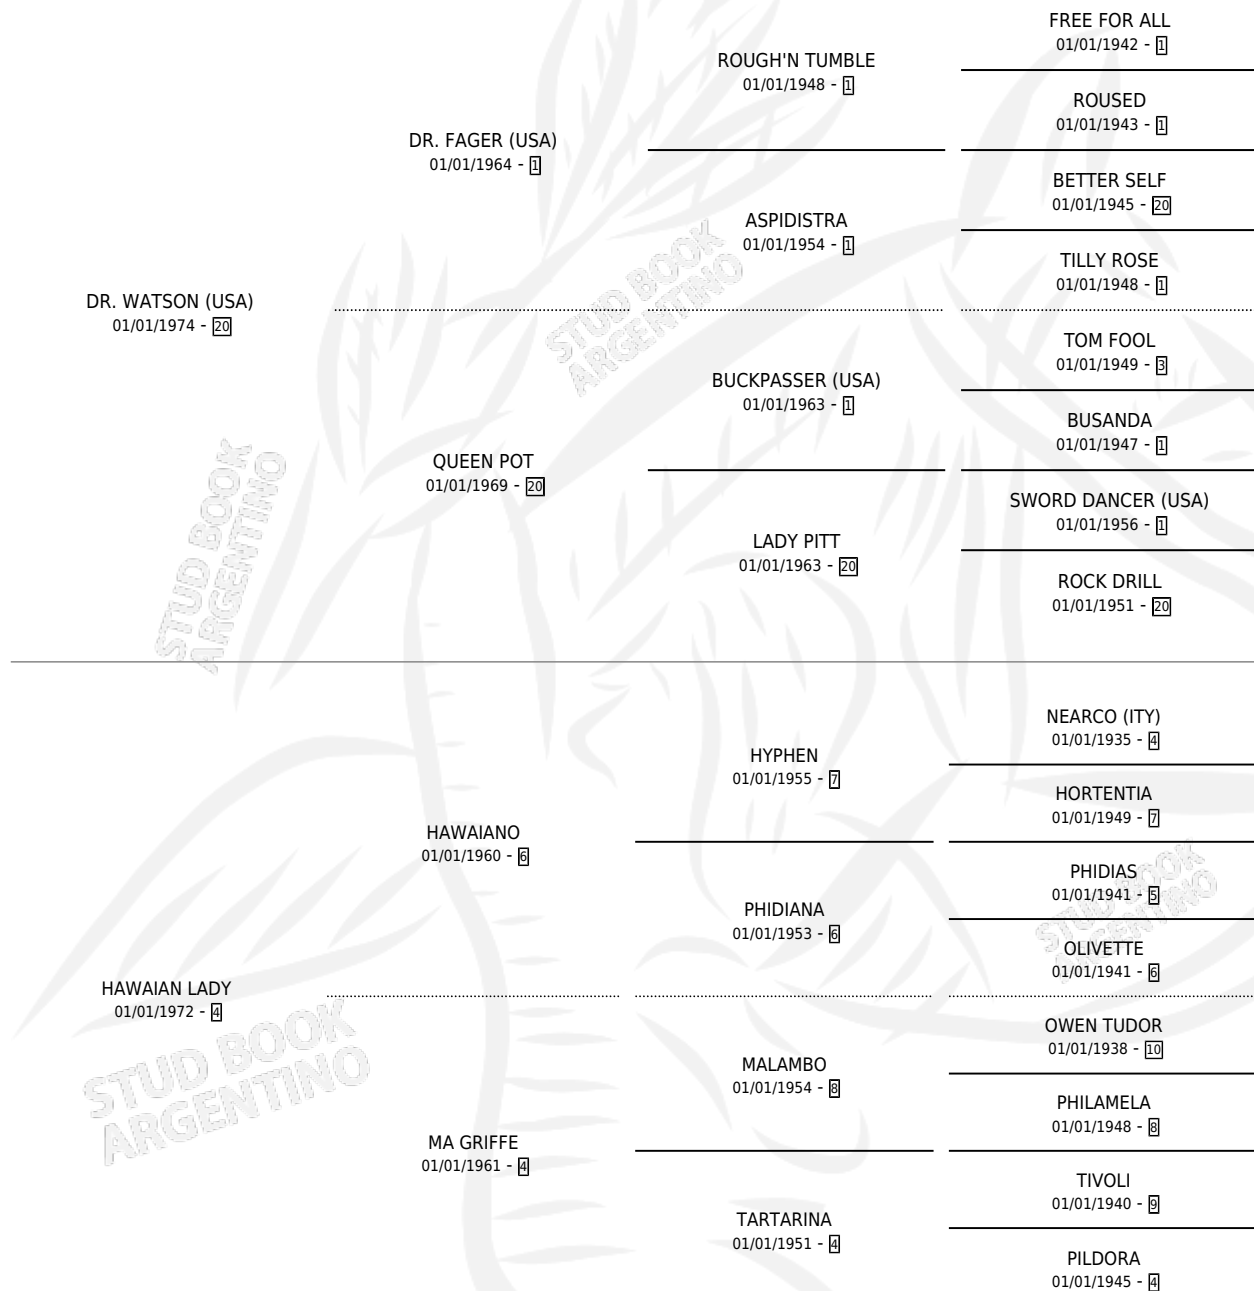 FREE FOR ALL
01/01/1942 - 1
ROUGH'N TUMBLE
01/01/1948 - 1
ROUSED
01/01/1943 - 1
DR. FAGER (USA)
01/01/1964 - 1
BETTER SELF
01/01/1945 - 20
ASPIDISTRA
01/01/1954 - 1
TILLY ROSE
01/01/1948 - 1
DR. WATSON (USA)
01/01/1974 - 20
TOM FOOL
01/01/1949 - 3
BUCKPASSER (USA)
01/01/1963 - 1
BUSANDA
01/01/1947 - 1
QUEEN POT
01/01/1969 - 20
SWORD DANCER (USA)
01/01/1956 - 1
LADY PITT
01/01/1963 - 20
ROCK DRILL
01/01/1951 - 20
NEARCO (ITY)
01/01/1935 - 4
HYPHEN
01/01/1955 - 7
HORTENTIA
01/01/1949 - 7
HAWAIANO
01/01/1960 - 6
PHIDIAS
01/01/1941 - 5
PHIDIANA
01/01/1953 - 6
OLIVETTE
01/01/1941 - 6
HAWAIAN LADY
01/01/1972 - 4
OWEN TUDOR
01/01/1938 - 10
MALAMBO
01/01/1954 - 8
PHILAMELA
01/01/1948 - 8
MA GRIFFE
01/01/1961 - 4
TIVOLI
01/01/1940 - 9
TARTARINA
01/01/1951 - 4
PILDORA
01/01/1945 - 4
STUD BOOK
ARGENTINO
STUD BOOK
ARGENTINO
STUD BOOK
ARGENTINO
STUD BOOK
ARGENTINO